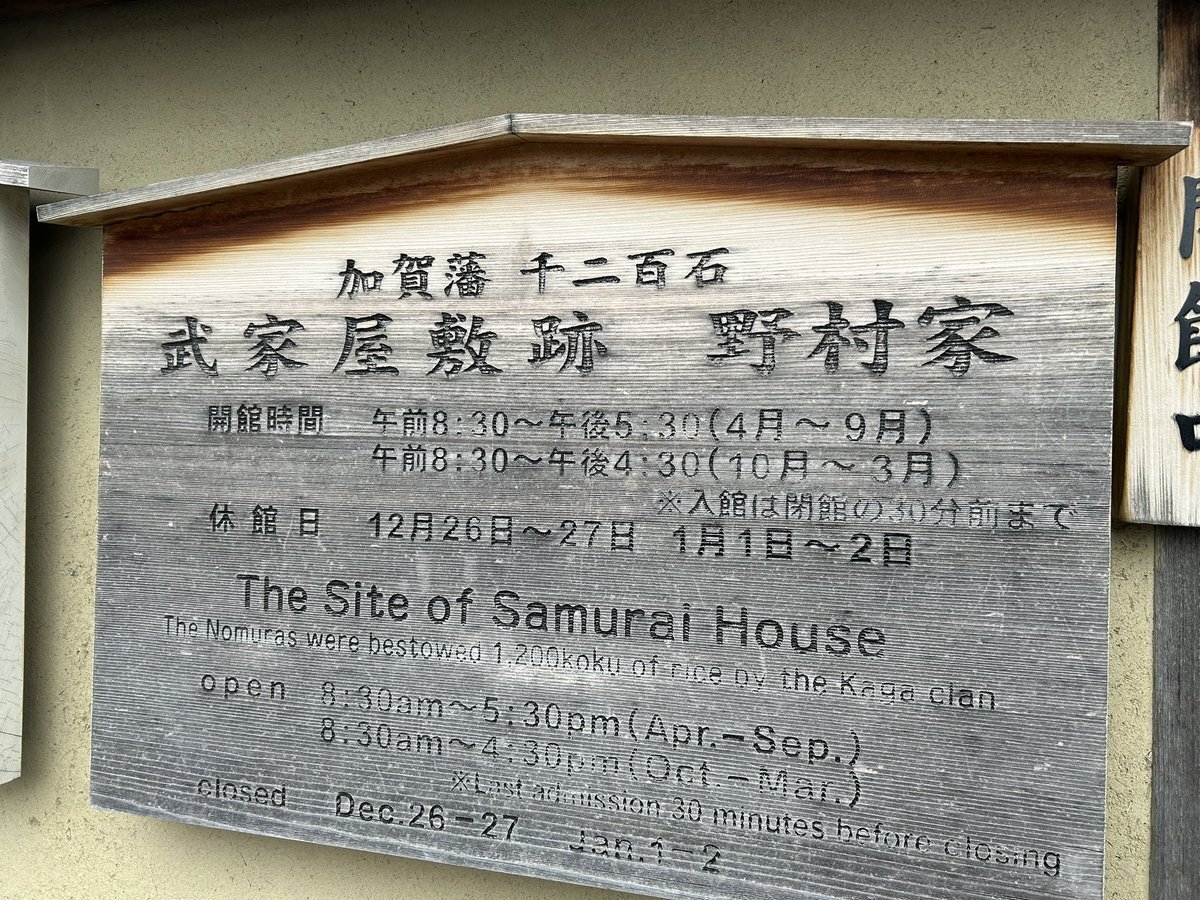 加賀藩 千二百石
武家屋敷跡 野村家
開館時間 午前8:30〜午後5:30(4月〜9月)
午前8:30〜午後4:30(10月〜3月)
※入館は閉館の30分前まで
休館日 12月26日〜27日 1月1日〜2日
The Site of Samurai House
The Nomuras were bestowed 1,200koku of rice by the Kaga clan
open 8:30am〜5:30pm(Apr.–Sep.)
8:30am〜4:30pm(Oct.–Mar.)
※Last admission 30 minutes before closing
closed Dec.26–27 Jan.1–2